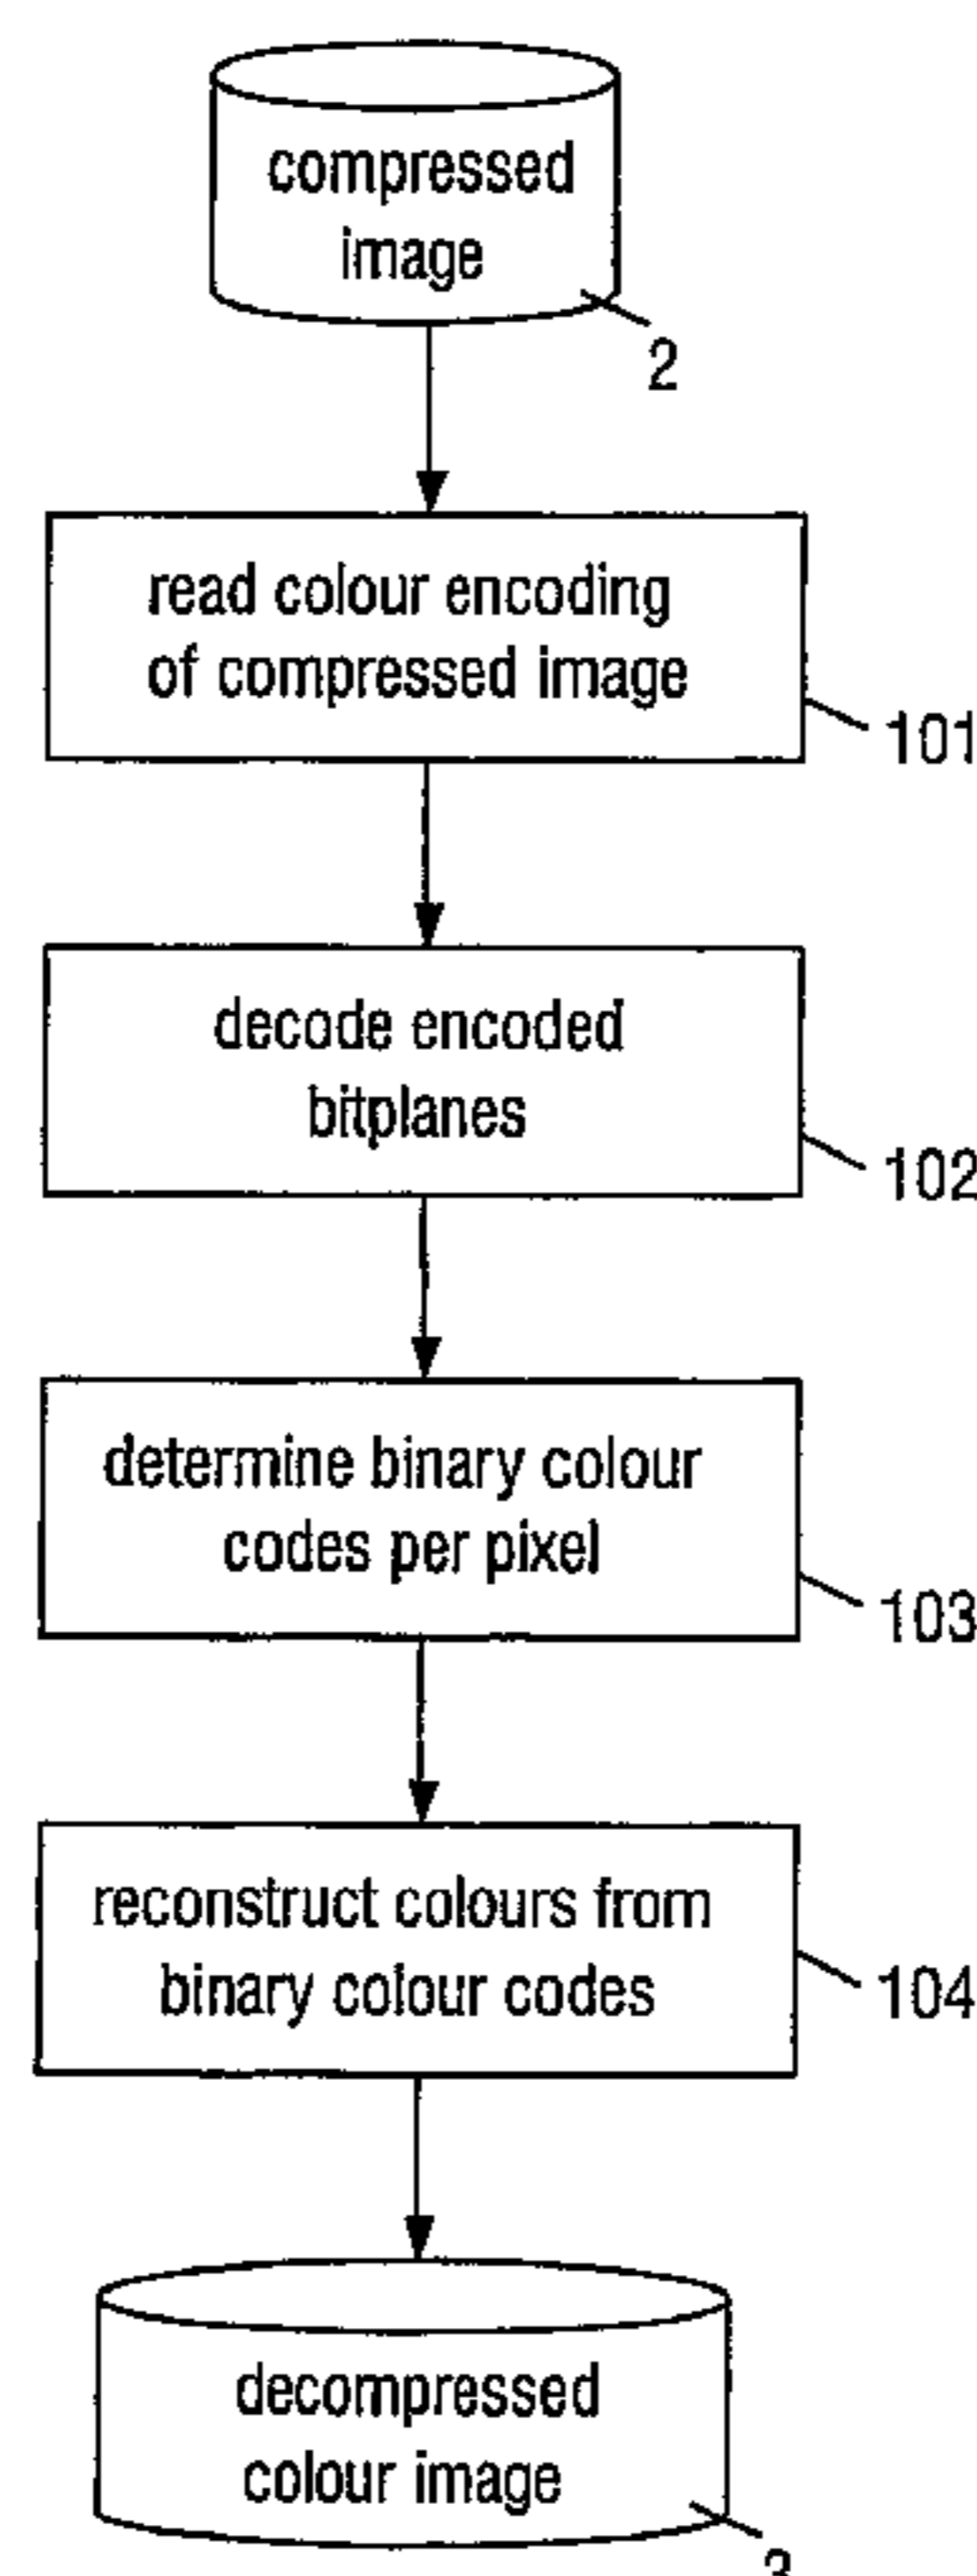 compressed
image
2
read colour encoding
of compressed image
101
decode encoded
bitplanes
102
determine binary colour
codes per pixel
103
reconstruct colours from
binary colour codes
104
decompressed
colour image
3